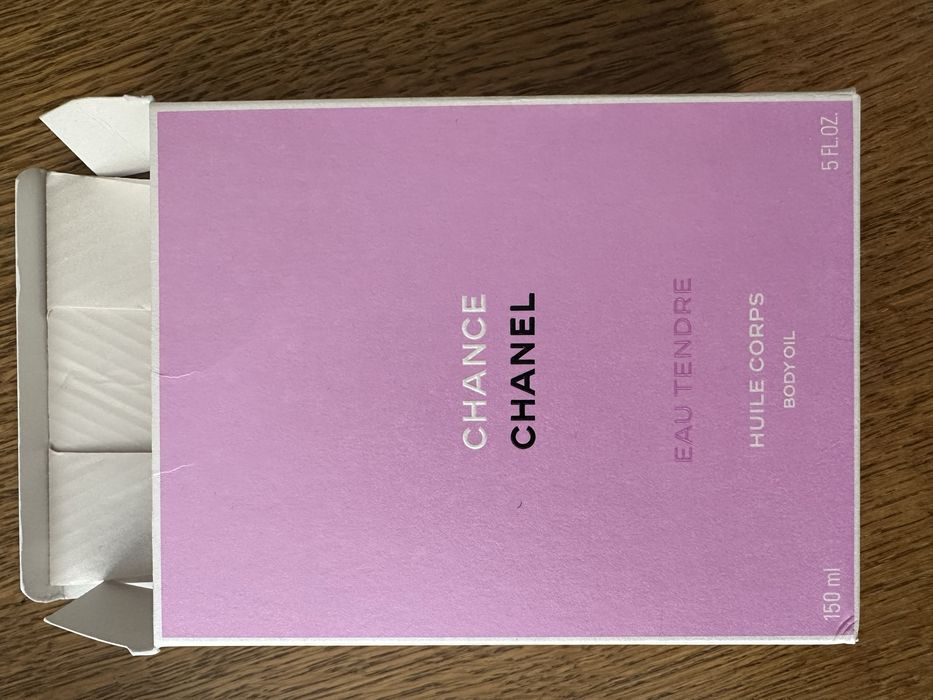 CHANCE
CHANEL
EAU TENDRE
HUILE CORPS
BODY OIL
150 ml
5 FL.OZ.